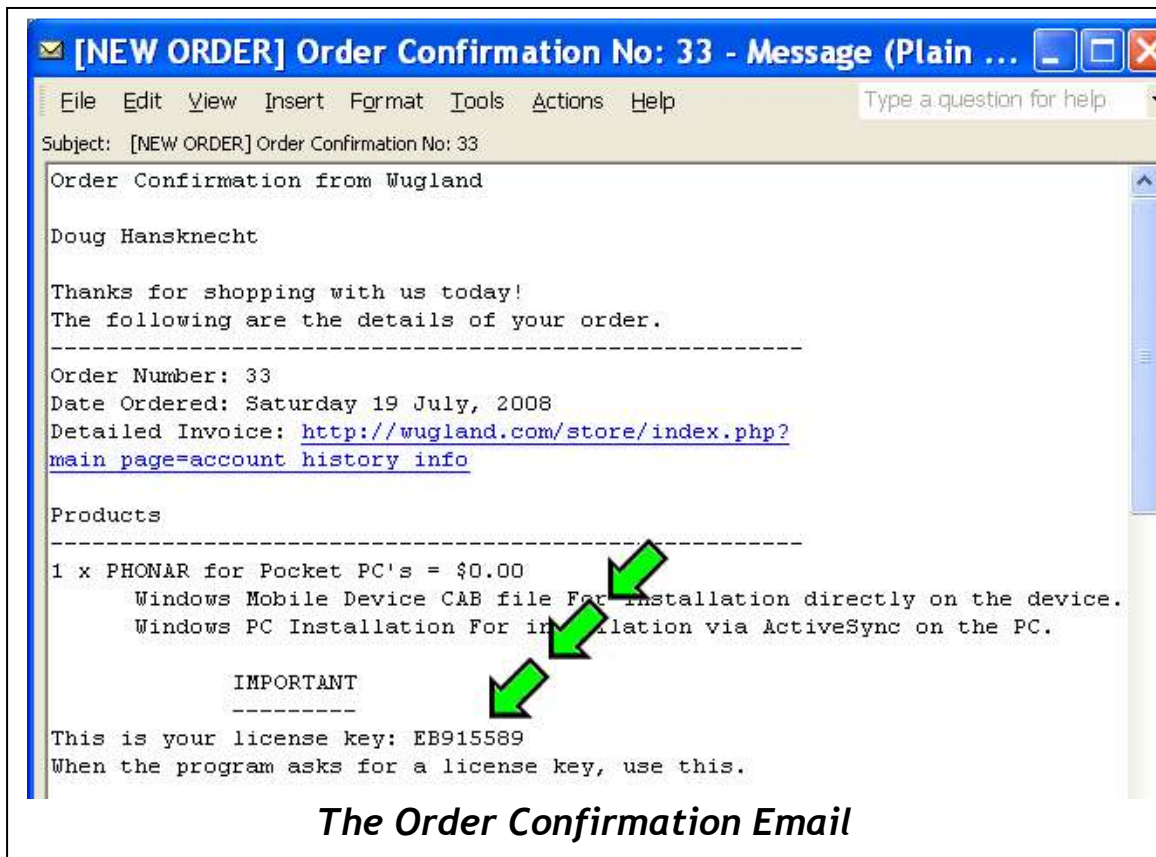 [NEW ORDER] Order Confirmation No: 33 - Message (Plain ...
File Edit View Insert Format Tools Actions Help Type a question for help
Subject: [NEW ORDER] Order Confirmation No: 33
Order Confirmation from Wugland
Doug Hansknecht
Thanks for shopping with us today!
The following are the details of your order.
------------------------------------------------------
Order Number: 33
Date Ordered: Saturday 19 July, 2008
Detailed Invoice: http://wugland.com/store/index.php?
main_page=account_history_info
Products
------------------------------------------------------
1 x PHONAR for Pocket PC's = $0.00
Windows Mobile Device CAB file For installation directly on the device.
Windows PC Installation For installation via ActiveSync on the PC.
IMPORTANT
---------
This is your license key: EB915589
When the program asks for a license key, use this.
The Order Confirmation Email